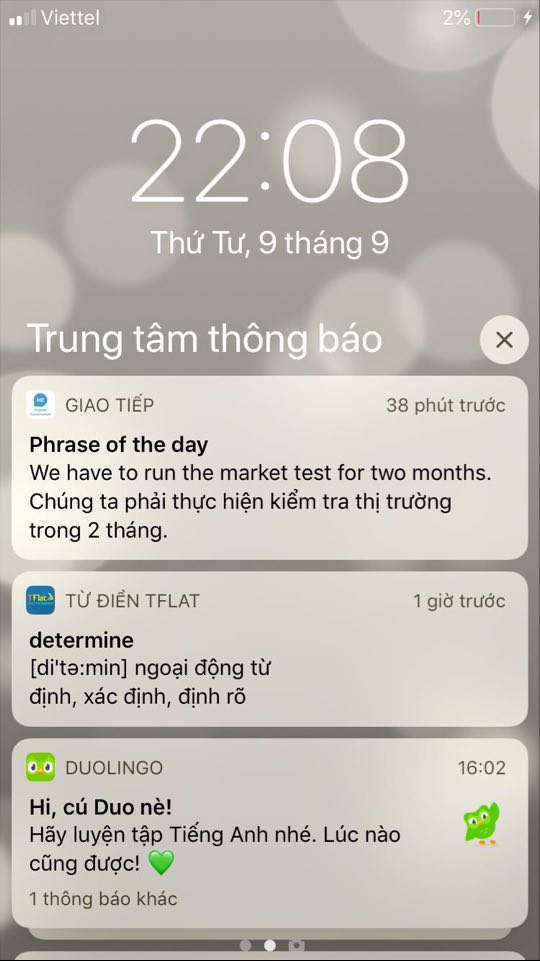 Viettel 2%
22:08
Thứ Tư, 9 tháng 9
Trung tâm thông báo
GIAO TIẾP 38 phút trước
Phrase of the day
We have to run the market test for two months.
Chúng ta phải thực hiện kiểm tra thị trường
trong 2 tháng.
TFlat
TỪ ĐIỂN TFLAT 1 giờ trước
determine
[di'tə:min] ngoại động từ
định, xác định, định rõ
DUOLINGO 16:02
Hi, cú Duo nè!
Hãy luyện tập Tiếng Anh nhé. Lúc nào
cũng được! 💚
1 thông báo khác